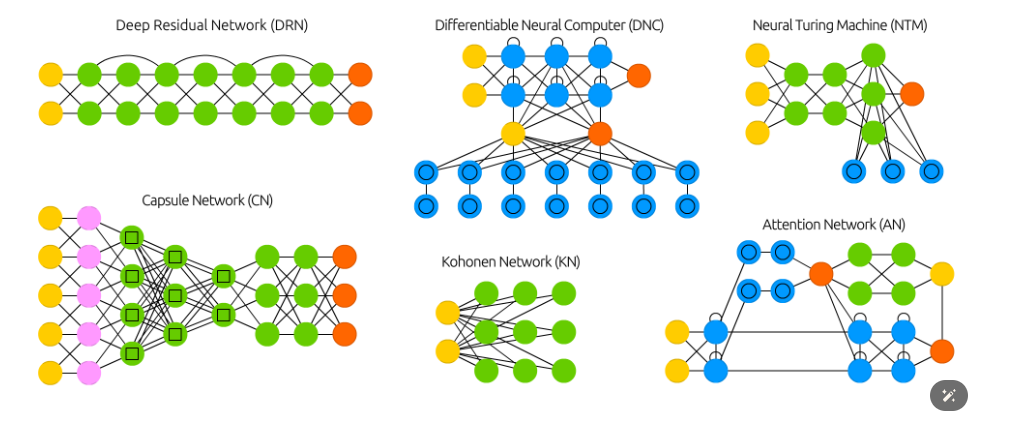 Deep Residual Network (DRN)
Differentiable Neural Computer (DNC)
Neural Turing Machine (NTM)
Capsule Network (CN)
Kohonen Network (KN)
Attention Network (AN)